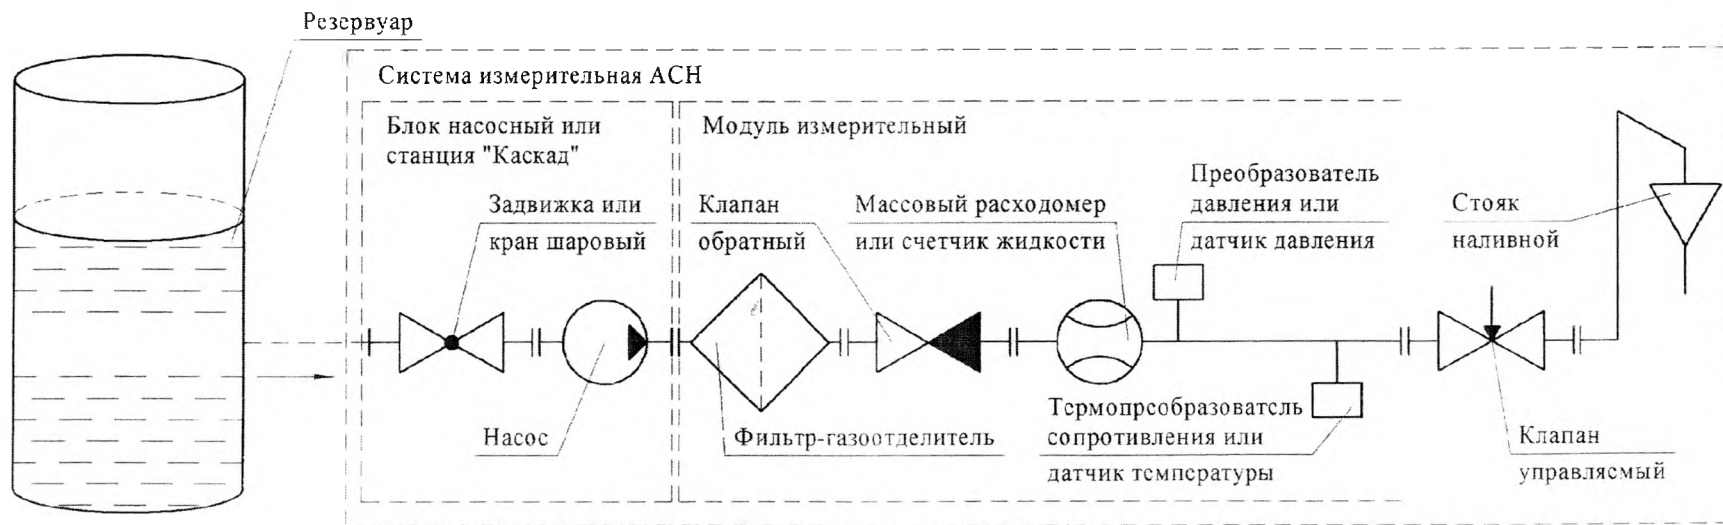 Резервуар
Система измерительная АСН
Блок насосный или
станция "Каскад"
Модуль измерительный
Задвижка или
кран шаровый
Клапан
обратный
Массовый расходомер
или счетчик жидкости
Преобразователь
давления или
датчик давления
Стояк
наливной
Насос
Фильтр-газоотделитель
Термопреобразователь
сопротивления или
датчик температуры
Клапан
управляемый